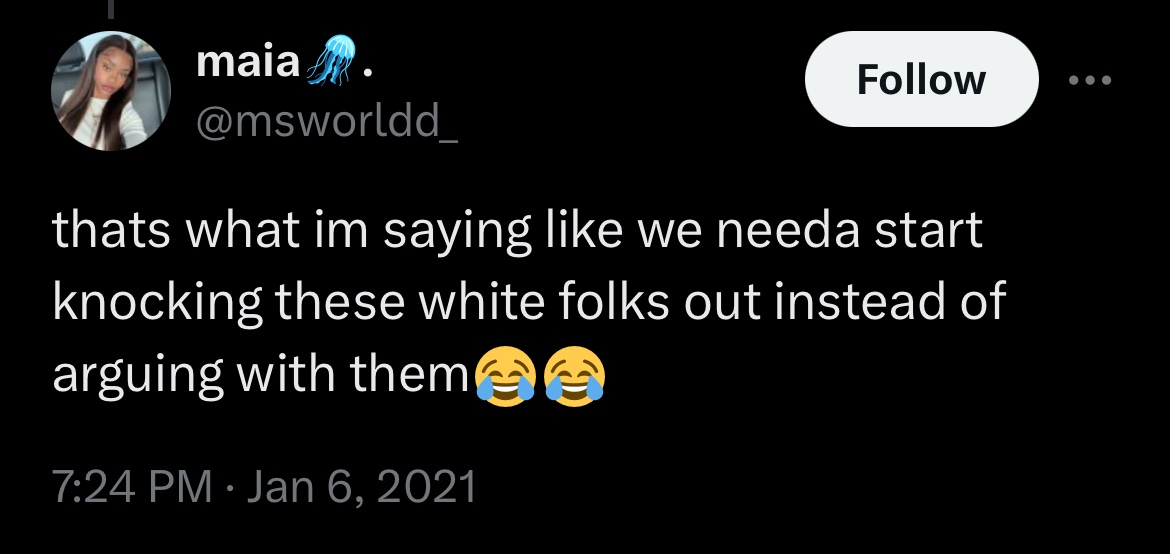 maia🪼.
@msworldd_
Follow
thats what im saying like we needa start
knocking these white folks out instead of
arguing with them😂😂
7:24 PM · Jan 6, 2021